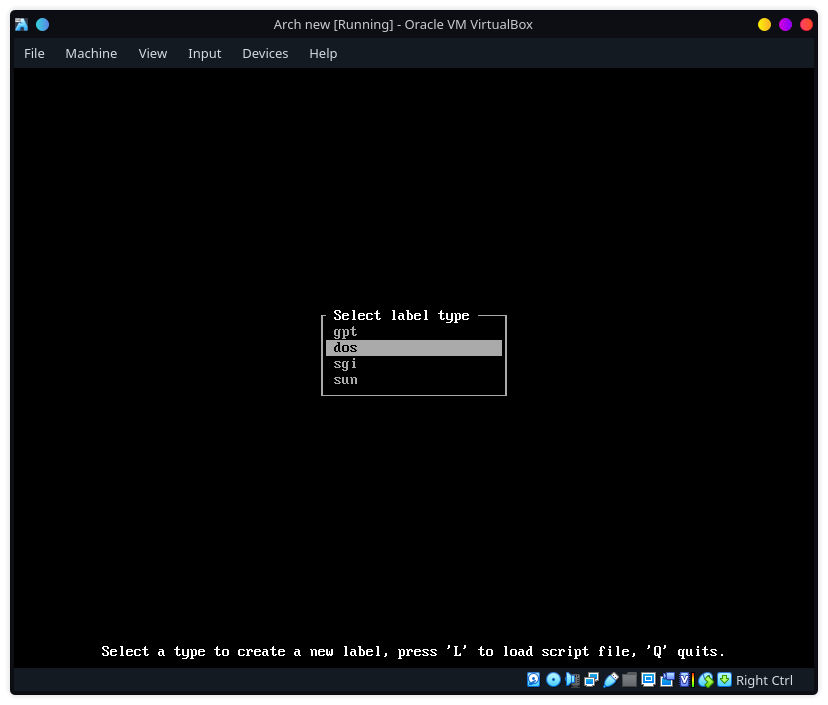 Arch new [Running] - Oracle VM VirtualBox
File Machine View Input Devices Help
Select label type
gpt
dos
sgi
sun
Select a type to create a new label, press 'L' to load script file, 'Q' quits.
Right Ctrl